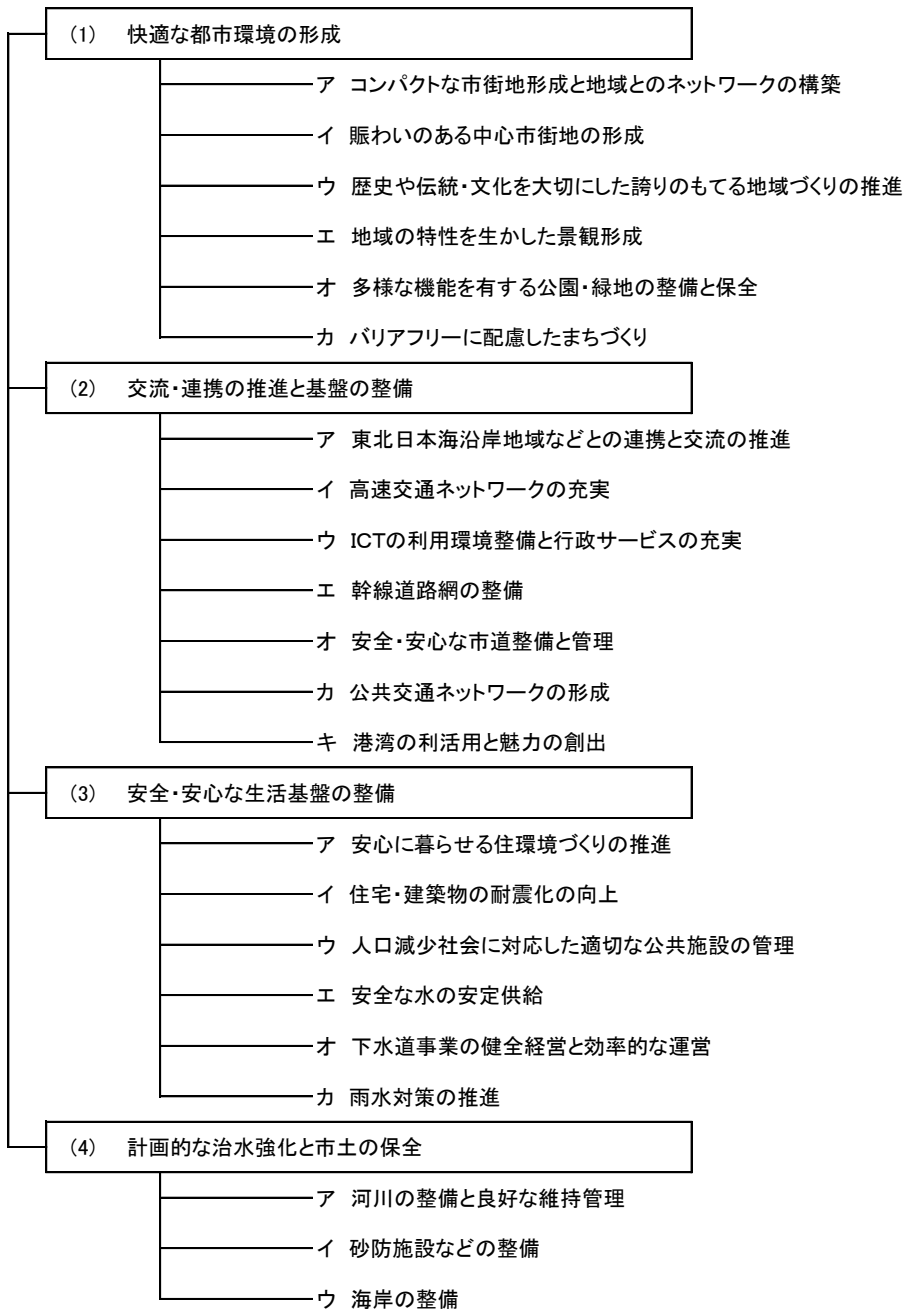 (1) 快適な都市環境の形成
ア コンパクトな市街地形成と地域とのネットワークの構築
イ 賑わいのある中心市街地の形成
ウ 歴史や伝統・文化を大切にした誇りのもてる地域づくりの推進
エ 地域の特性を生かした景観形成
オ 多様な機能を有する公園・緑地の整備と保全
カ バリアフリーに配慮したまちづくり
(2) 交流・連携の推進と基盤の整備
ア 東北日本海沿岸地域などとの連携と交流の推進
イ 高速交通ネットワークの充実
ウ ICTの利用環境整備と行政サービスの充実
エ 幹線道路網の整備
オ 安全・安心な市道整備と管理
カ 公共交通ネットワークの形成
キ 港湾の利活用と魅力の創出
(3) 安全・安心な生活基盤の整備
ア 安心に暮らせる住環境づくりの推進
イ 住宅・建築物の耐震化の向上
ウ 人口減少社会に対応した適切な公共施設の管理
エ 安全な水の安定供給
オ 下水道事業の健全経営と効率的な運営
カ 雨水対策の推進
(4) 計画的な治水強化と市土の保全
ア 河川の整備と良好な維持管理
イ 砂防施設などの整備
ウ 海岸の整備